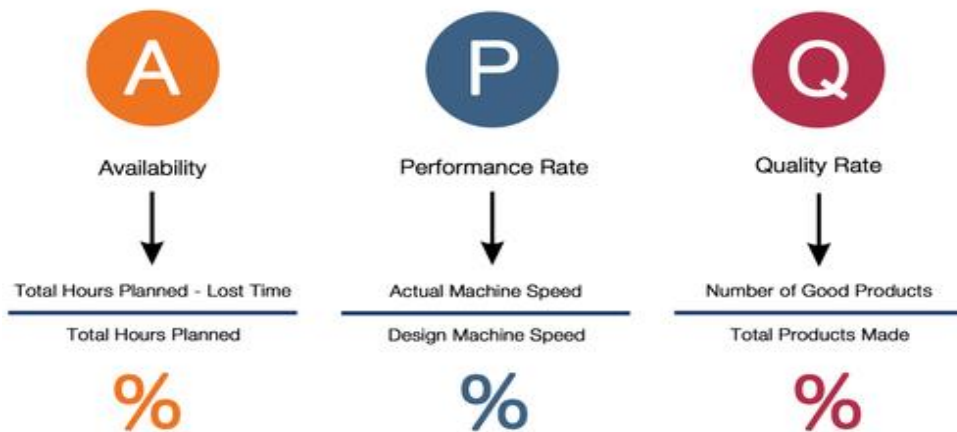 A
P
Q
Availability
Performance Rate
Quality Rate
Total Hours Planned - Lost Time
Actual Machine Speed
Number of Good Products
Total Hours Planned
Design Machine Speed
Total Products Made
%
%
%